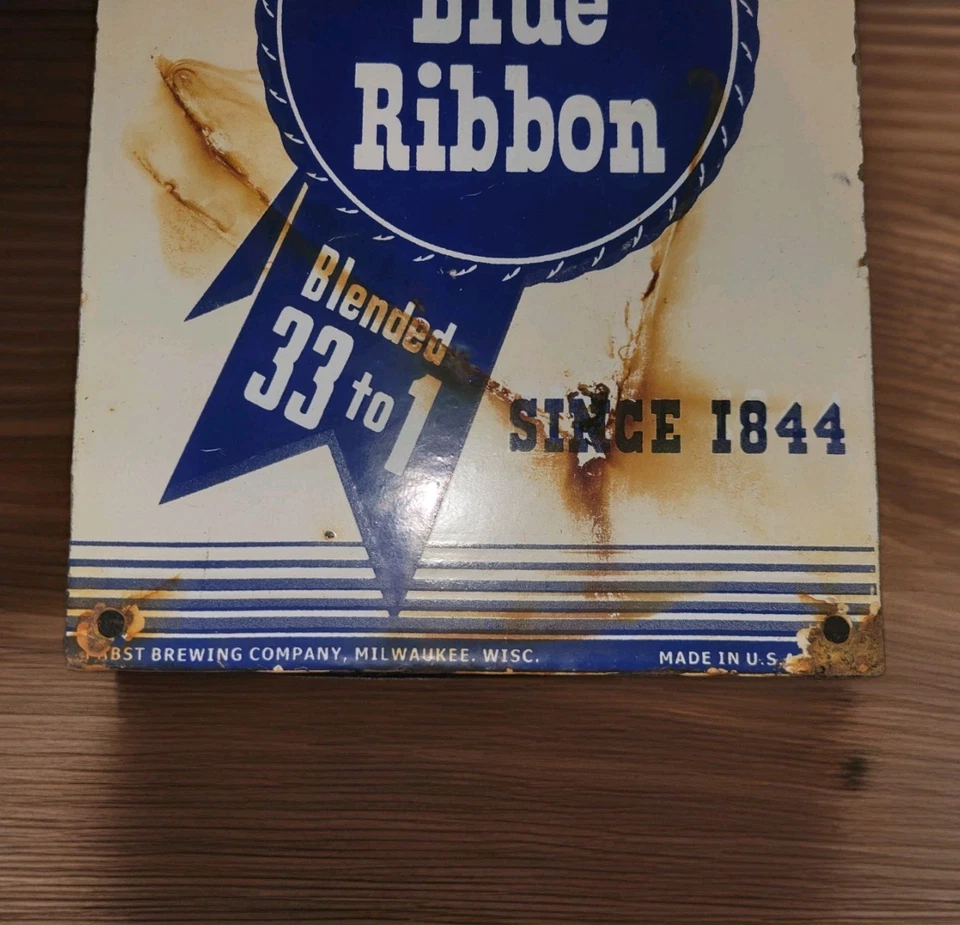 Blue
Ribbon
Blended
33 to 1
SINCE 1844
BST BREWING COMPANY, MILWAUKEE. WISC.
MADE IN U.S.A